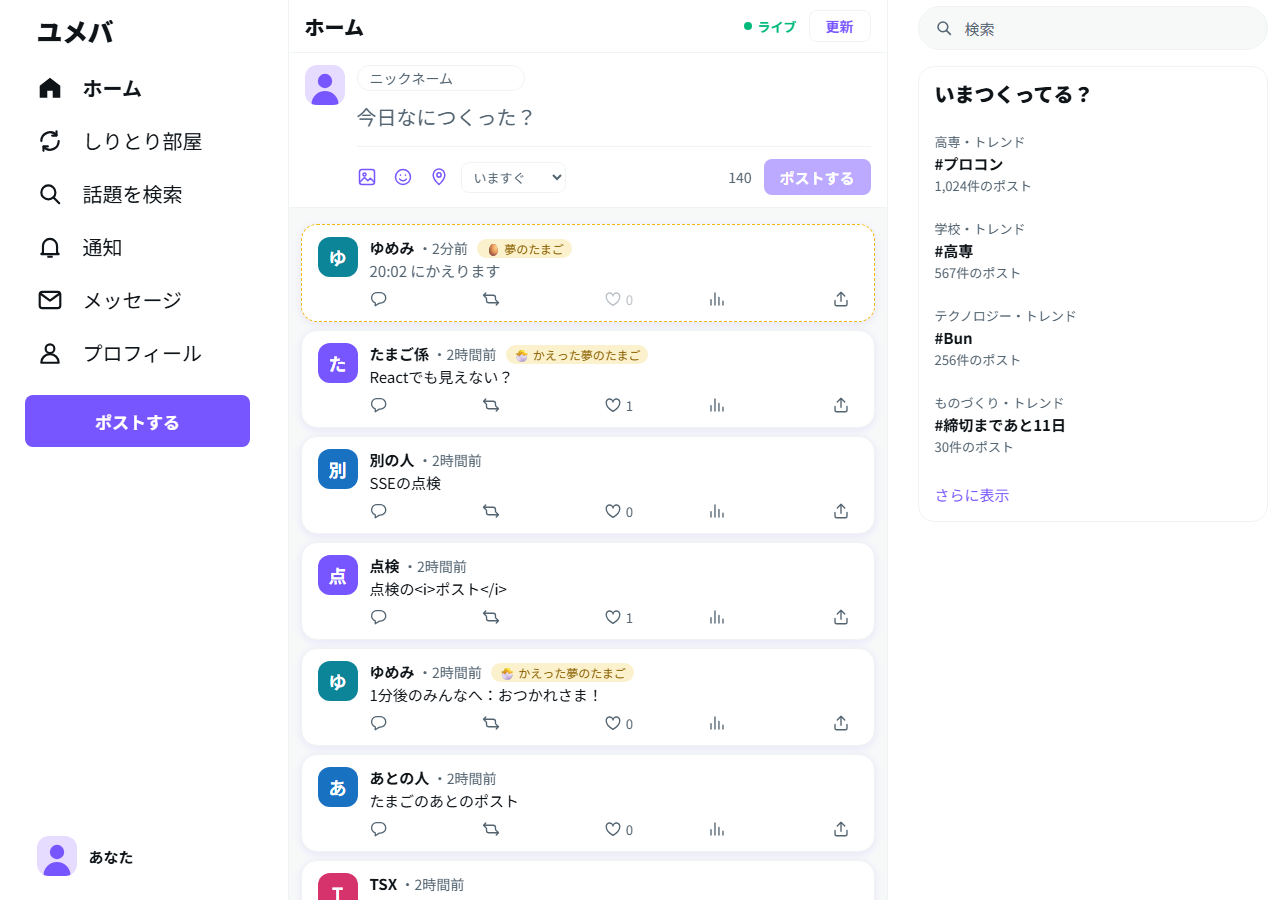 ユメバ
ホーム
しりとり部屋
話題を検索
通知
メッセージ
プロフィール
ポストする
あなた
ホーム
ライブ
更新
ニックネーム
今日なにつくった？
いますぐ
140
ポストする
ゆ
ゆめみ ・2分前 夢のたまご
20:02 にかえります
0
た
たまご係 ・2時間前 かえった夢のたまご
Reactでも見えない？
1
別
別の人 ・2時間前
SSEの点検
0
点
点検 ・2時間前
点検の<i>ポスト</i>
1
ゆ
ゆめみ ・2時間前 かえった夢のたまご
1分後のみんなへ：おつかれさま！
0
あ
あとの人 ・2時間前
たまごのあとのポスト
0
T
TSX ・2時間前
検索
いまつくってる？
高専・トレンド
#プロコン
1,024件のポスト
学校・トレンド
#高専
567件のポスト
テクノロジー・トレンド
#Bun
256件のポスト
ものづくり・トレンド
#締切まであと11日
30件のポスト
さらに表示